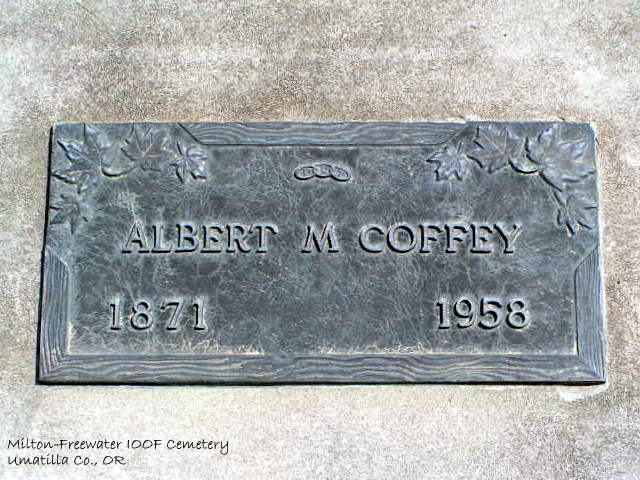 ALBERT M COFFEY
1871 1958
Milton-Freewater IOOF Cemetery
Umatilla Co., OR